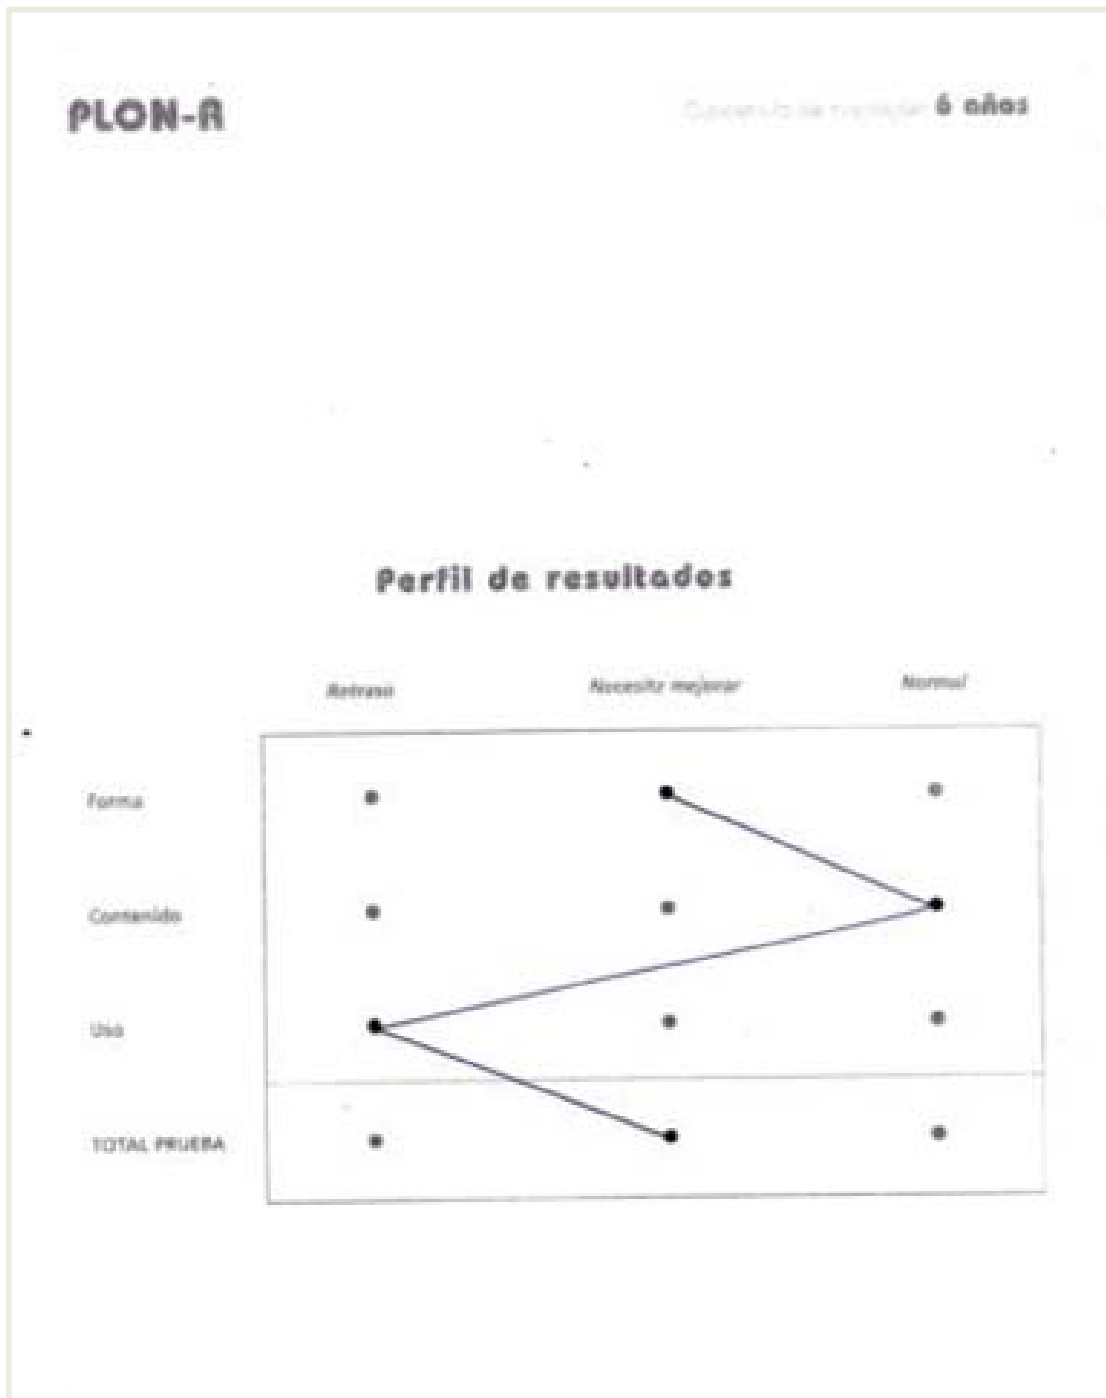 PLON-R
6 años
Perfil de resultados
Retraso Necesita mejorar Normal
Forma
Contenido
Uso
TOTAL PRUEBA